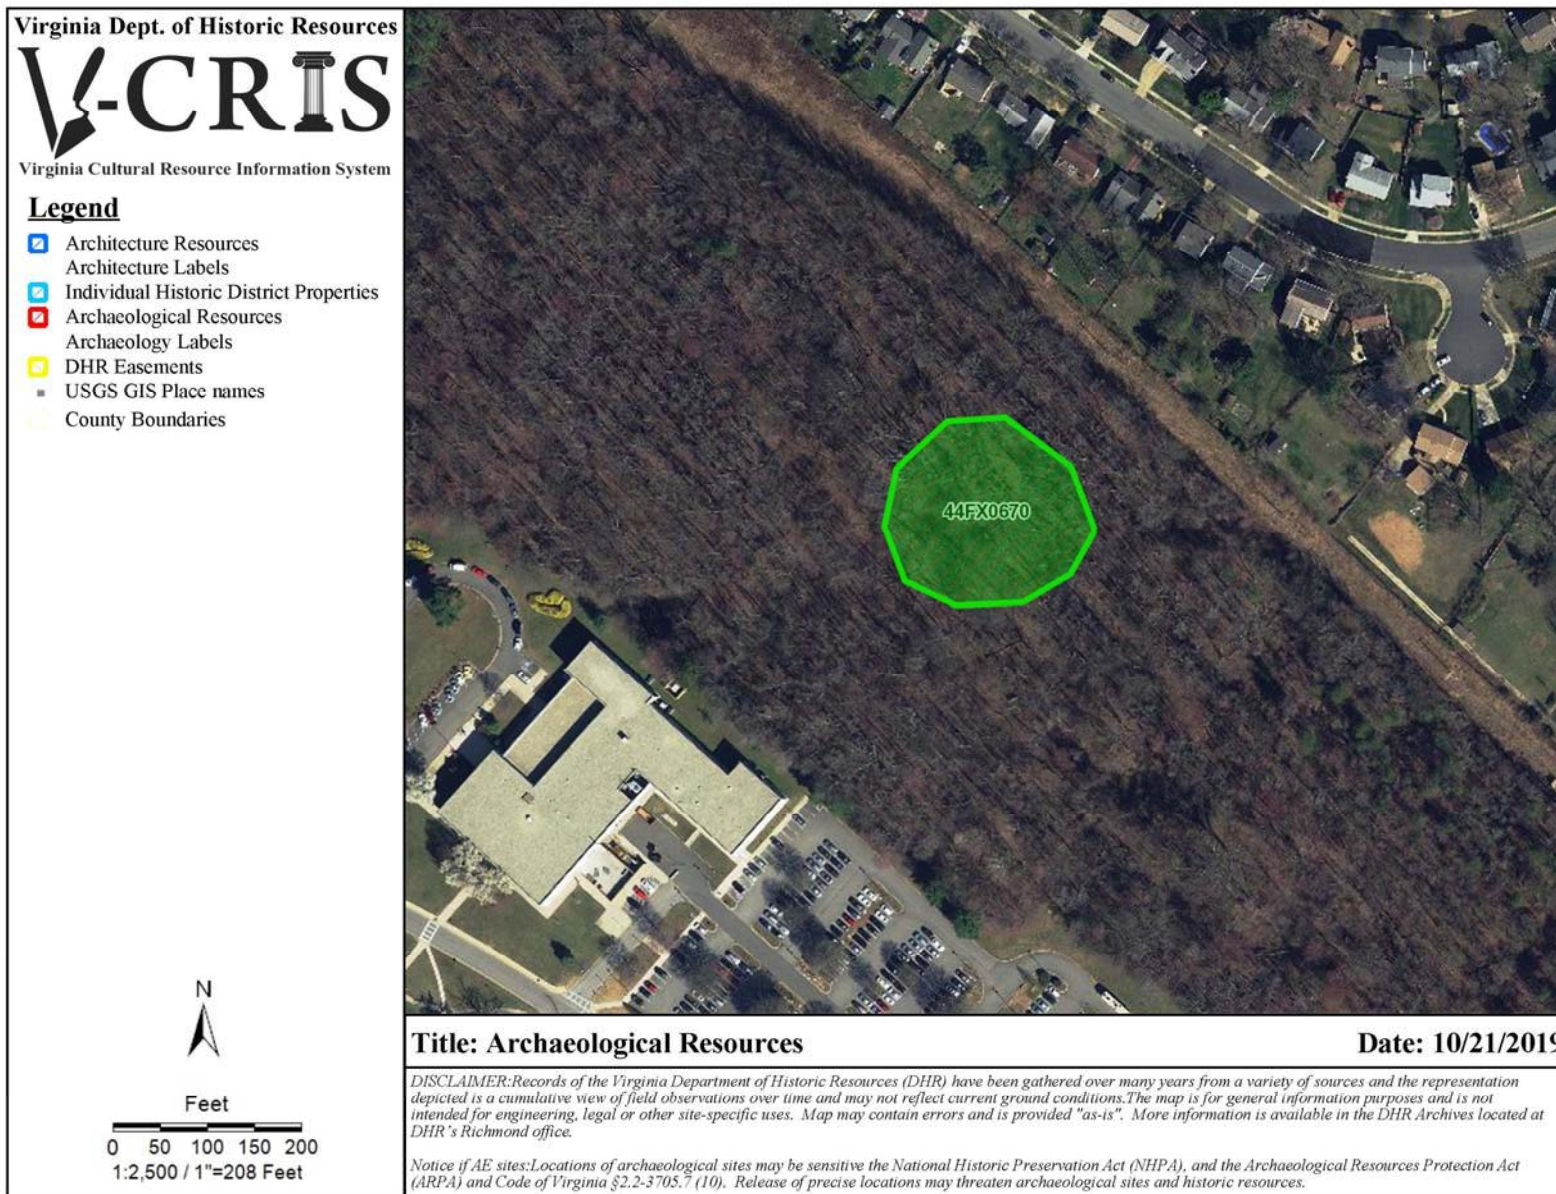 Virginia Dept. of Historic Resources
V-CRIS
Virginia Cultural Resource Information System
Legend
Architecture Resources
Architecture Labels
Individual Historic District Properties
Archaeological Resources
Archaeology Labels
DHR Easements
USGS GIS Place names
County Boundaries
N
Feet
0 50 100 150 200
1:2,500 / 1"=208 Feet
44FX0670
Title: Archaeological Resources Date: 10/21/2019
DISCLAIMER:Records of the Virginia Department of Historic Resources (DHR) have been gathered over many years from a variety of sources and the representation
depicted is a cumulative view of field observations over time and may not reflect current ground conditions.The map is for general information purposes and is not
intended for engineering, legal or other site-specific uses. Map may contain errors and is provided "as-is". More information is available in the DHR Archives located at
DHR's Richmond office.
Notice if AE sites:Locations of archaeological sites may be sensitive the National Historic Preservation Act (NHPA), and the Archaeological Resources Protection Act
(ARPA) and Code of Virginia §2.2-3705.7 (10). Release of precise locations may threaten archaeological sites and historic resources.